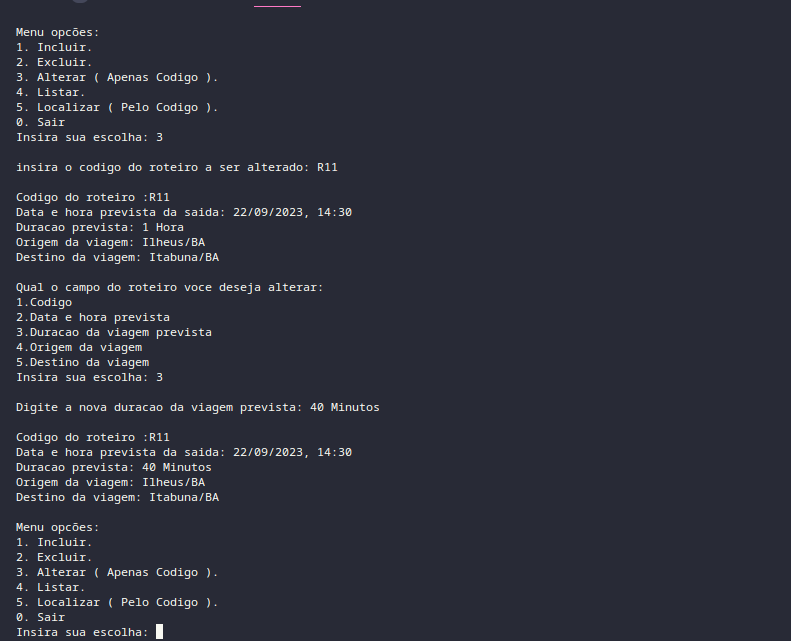 Menu opcões:
1. Incluir.
2. Excluir.
3. Alterar ( Apenas Codigo ).
4. Listar.
5. Localizar ( Pelo Codigo ).
0. Sair
Insira sua escolha: 3
insira o codigo do roteiro a ser alterado: R11
Codigo do roteiro :R11
Data e hora prevista da saida: 22/09/2023, 14:30
Duracao prevista: 1 Hora
Origem da viagem: Ilheus/BA
Destino da viagem: Itabuna/BA
Qual o campo do roteiro voce deseja alterar:
1.Codigo
2.Data e hora prevista
3.Duracao da viagem prevista
4.Origem da viagem
5.Destino da viagem
Insira sua escolha: 3
Digite a nova duracao da viagem prevista: 40 Minutos
Codigo do roteiro :R11
Data e hora prevista da saida: 22/09/2023, 14:30
Duracao prevista: 40 Minutos
Origem da viagem: Ilheus/BA
Destino da viagem: Itabuna/BA
Menu opcões:
1. Incluir.
2. Excluir.
3. Alterar ( Apenas Codigo ).
4. Listar.
5. Localizar ( Pelo Codigo ).
0. Sair
Insira sua escolha: